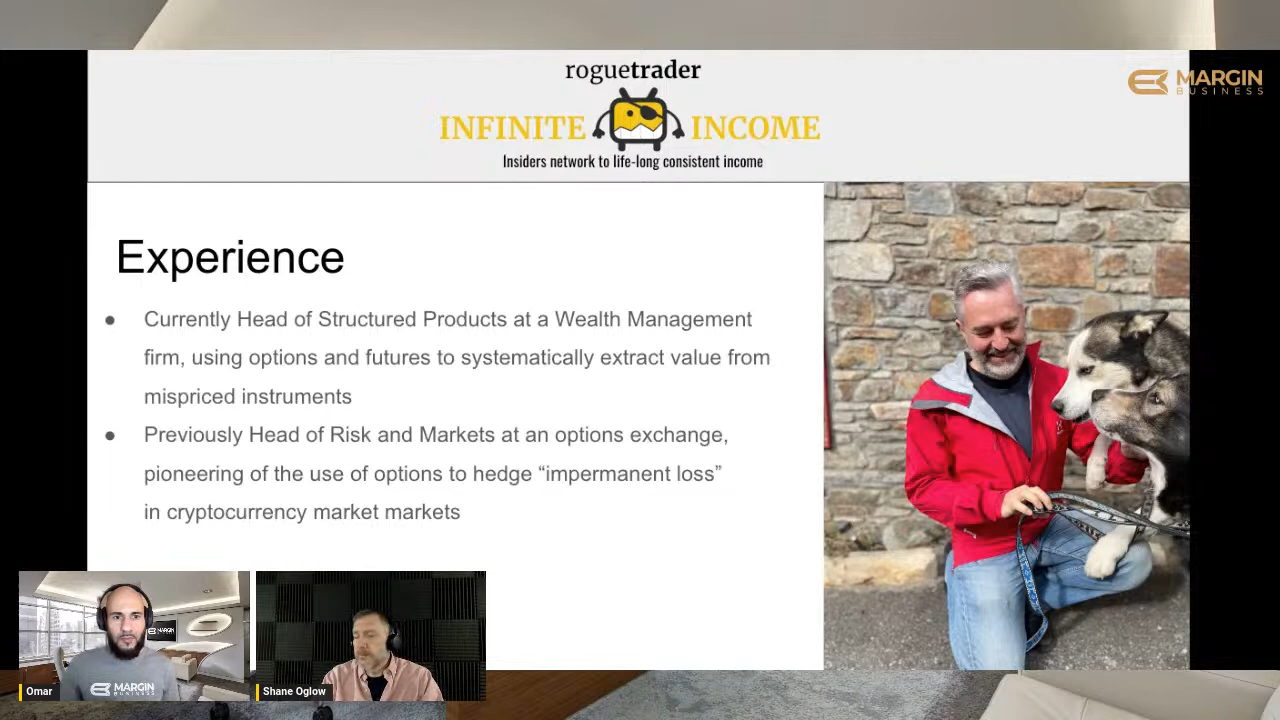 roguetrader
INFINITE INCOME
Insiders network to life-long consistent income
MARGIN
BUSINESS
Experience
● Currently Head of Structured Products at a Wealth Management
firm, using options and futures to systematically extract value from
mispriced instruments
● Previously Head of Risk and Markets at an options exchange,
pioneering of the use of options to hedge “impermanent loss”
in cryptocurrency market markets
MARGIN
MARGIN
BUSINESS
Omar
Shane Oglow